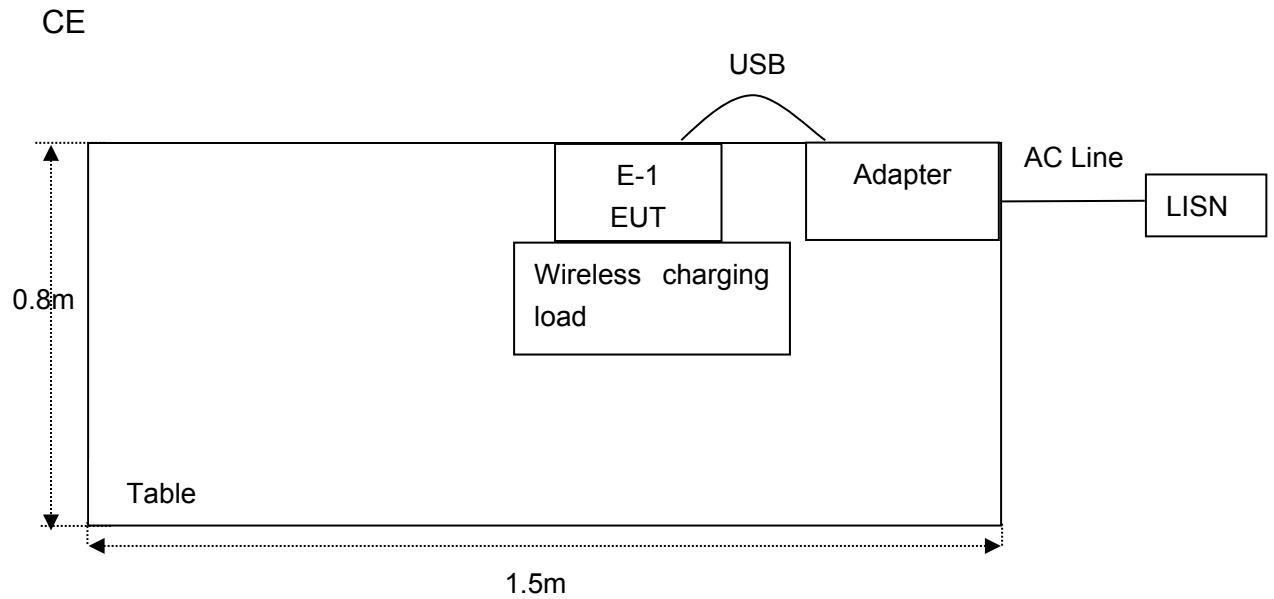 CE
USB
AC Line
E-1
EUT
Adapter
LISN
Wireless charging
load
0.8m
Table
1.5m